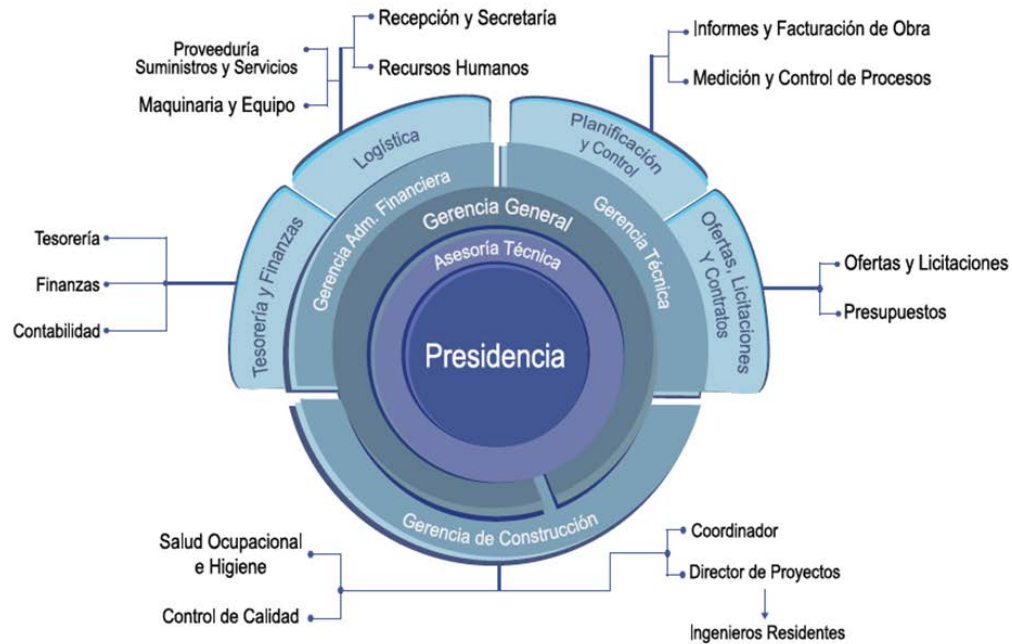 Recepción y Secretaría
Proveeduría
Suministros y Servicios
Recursos Humanos
Maquinaria y Equipo
Informes y Facturación de Obra
Medición y Control de Procesos
Logística
Planificación
y Control
Tesorería y Finanzas
Gerencia Adm. Financiera
Gerencia General
Gerencia Técnica
Ofertas, Licitaciones
Y Contratos
Asesoría Técnica
Presidencia
Tesorería
Finanzas
Contabilidad
Ofertas y Licitaciones
Presupuestos
Gerencia de Construcción
Salud Ocupacional
e Higiene
Control de Calidad
Coordinador
Director de Proyectos
Ingenieros Residentes